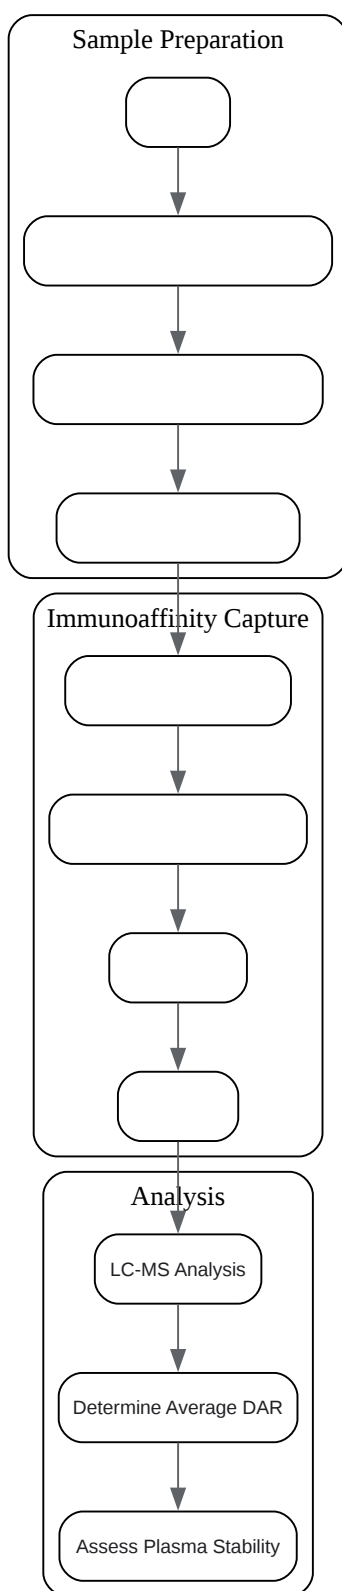 Sample Preparation
Immunoaffinity Capture
Analysis
LC-MS Analysis
Determine Average DAR
Assess Plasma Stability